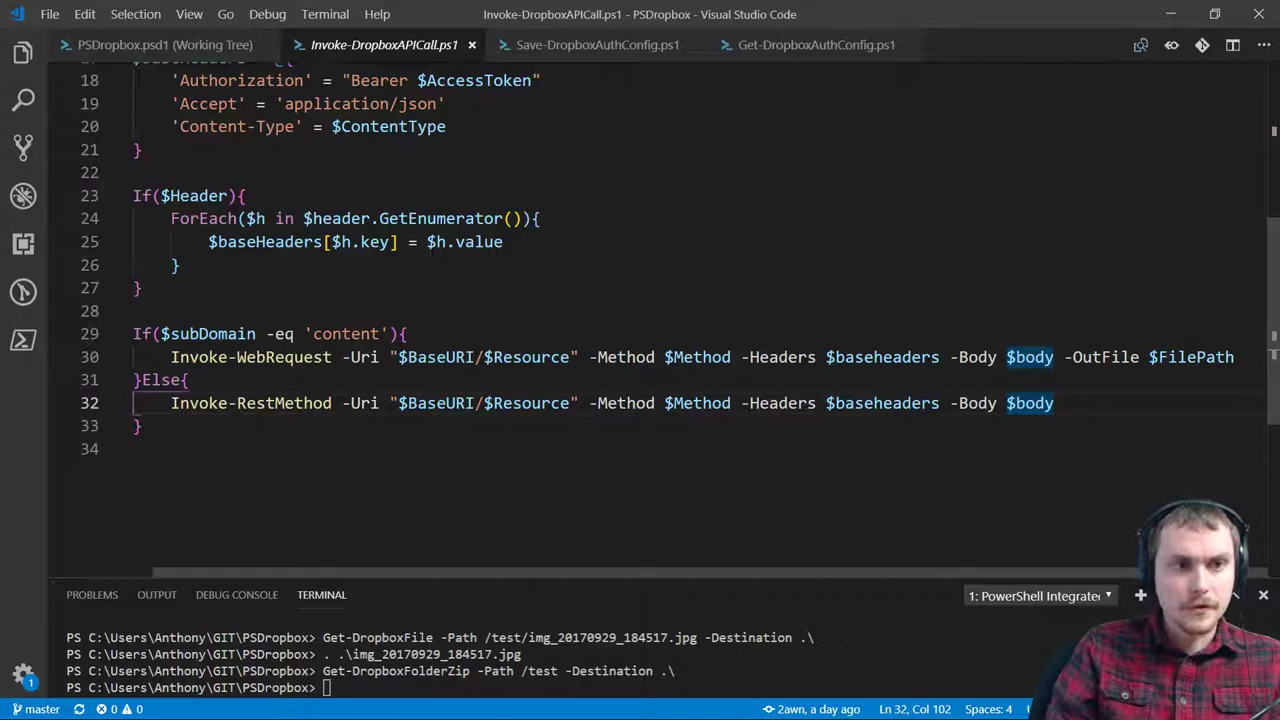 File Edit Selection View Go Debug Terminal Help Invoke-DropboxAPICall.ps1 - PSDropbox - Visual Studio Code
PSDropbox.psd1 (Working Tree) Invoke-DropboxAPICall.ps1 Save-DropboxAuthConfig.ps1 Get-DropboxAuthConfig.ps1
18 'Authorization' = "Bearer $AccessToken"
19 'Accept' = 'application/json'
20 'Content-Type' = $ContentType
21 }
22
23 If($Header){
24 ForEach($h in $header.GetEnumerator()){
25 $baseHeaders[$h.key] = $h.value
26 }
27 }
28
29 If($subDomain -eq 'content'){
30 Invoke-WebRequest -Uri "$BaseURI/$Resource" -Method $Method -Headers $baseheaders -Body $body -OutFile $FilePath
31 }Else{
32 Invoke-RestMethod -Uri "$BaseURI/$Resource" -Method $Method -Headers $baseheaders -Body $body
33 }
34
PROBLEMS OUTPUT DEBUG CONSOLE TERMINAL 1: PowerShell Integrate
PS C:\Users\Anthony\GIT\PSDropbox> Get-DropboxFile -Path /test/img_20170929_184517.jpg -Destination .\
PS C:\Users\Anthony\GIT\PSDropbox> . .\img_20170929_184517.jpg
PS C:\Users\Anthony\GIT\PSDropbox> Get-DropboxFolderZip -Path /test -Destination .\
PS C:\Users\Anthony\GIT\PSDropbox>
1
master 0 0 2awn, a day ago Ln 32, Col 102 Spaces: 4